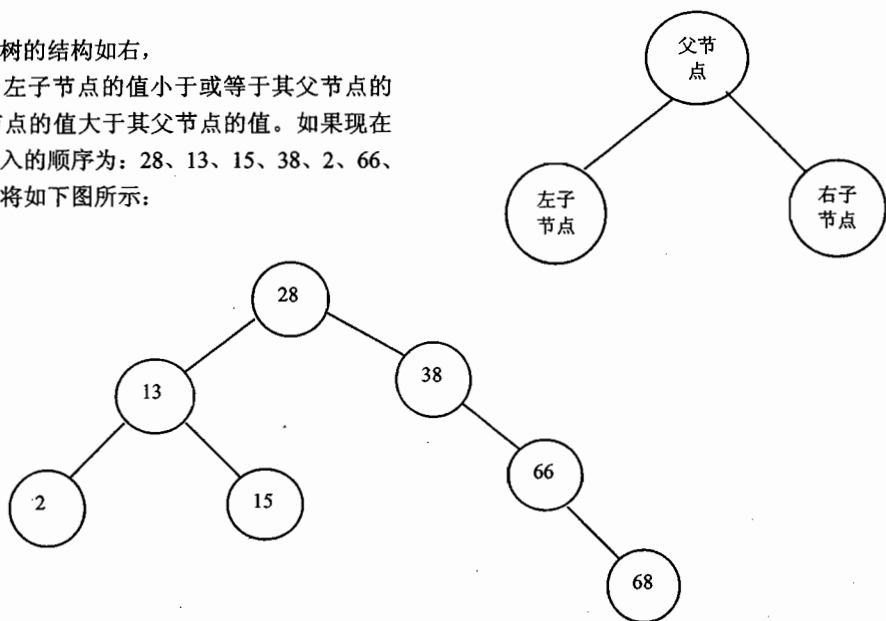 树的结构如右，
左子节点的值小于或等于其父节点的
节点的值大于其父节点的值。如果现在
入的顺序为：28、13、15、38、2、66、
将如下图所示：
父节
点
左子
节点
右子
节点
28
13
38
2
15
66
68